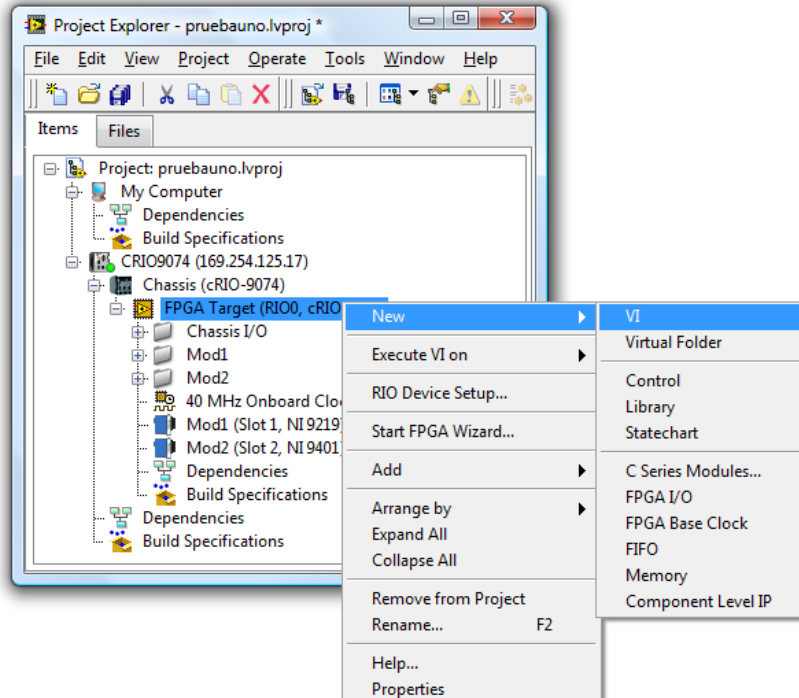 Project Explorer - pruebauno.lvproj *
File Edit View Project Operate Tools Window Help
Items Files
Project: pruebauno.lvproj
My Computer
Dependencies
Build Specifications
CRIO9074 (169.254.125.17)
Chassis (cRIO-9074)
FPGA Target (RIO0, cRIO
Chassis I/O
Mod1
Mod2
40 MHz Onboard Clo
Mod1 (Slot 1, NI 9219
Mod2 (Slot 2, NI 9401
Dependencies
Build Specifications
Dependencies
Build Specifications
New
Execute VI on
RIO Device Setup...
Start FPGA Wizard...
Add
Arrange by
Expand All
Collapse All
Remove from Project
Rename... F2
Help...
Properties
VI
Virtual Folder
Control
Library
Statechart
C Series Modules...
FPGA I/O
FPGA Base Clock
FIFO
Memory
Component Level IP